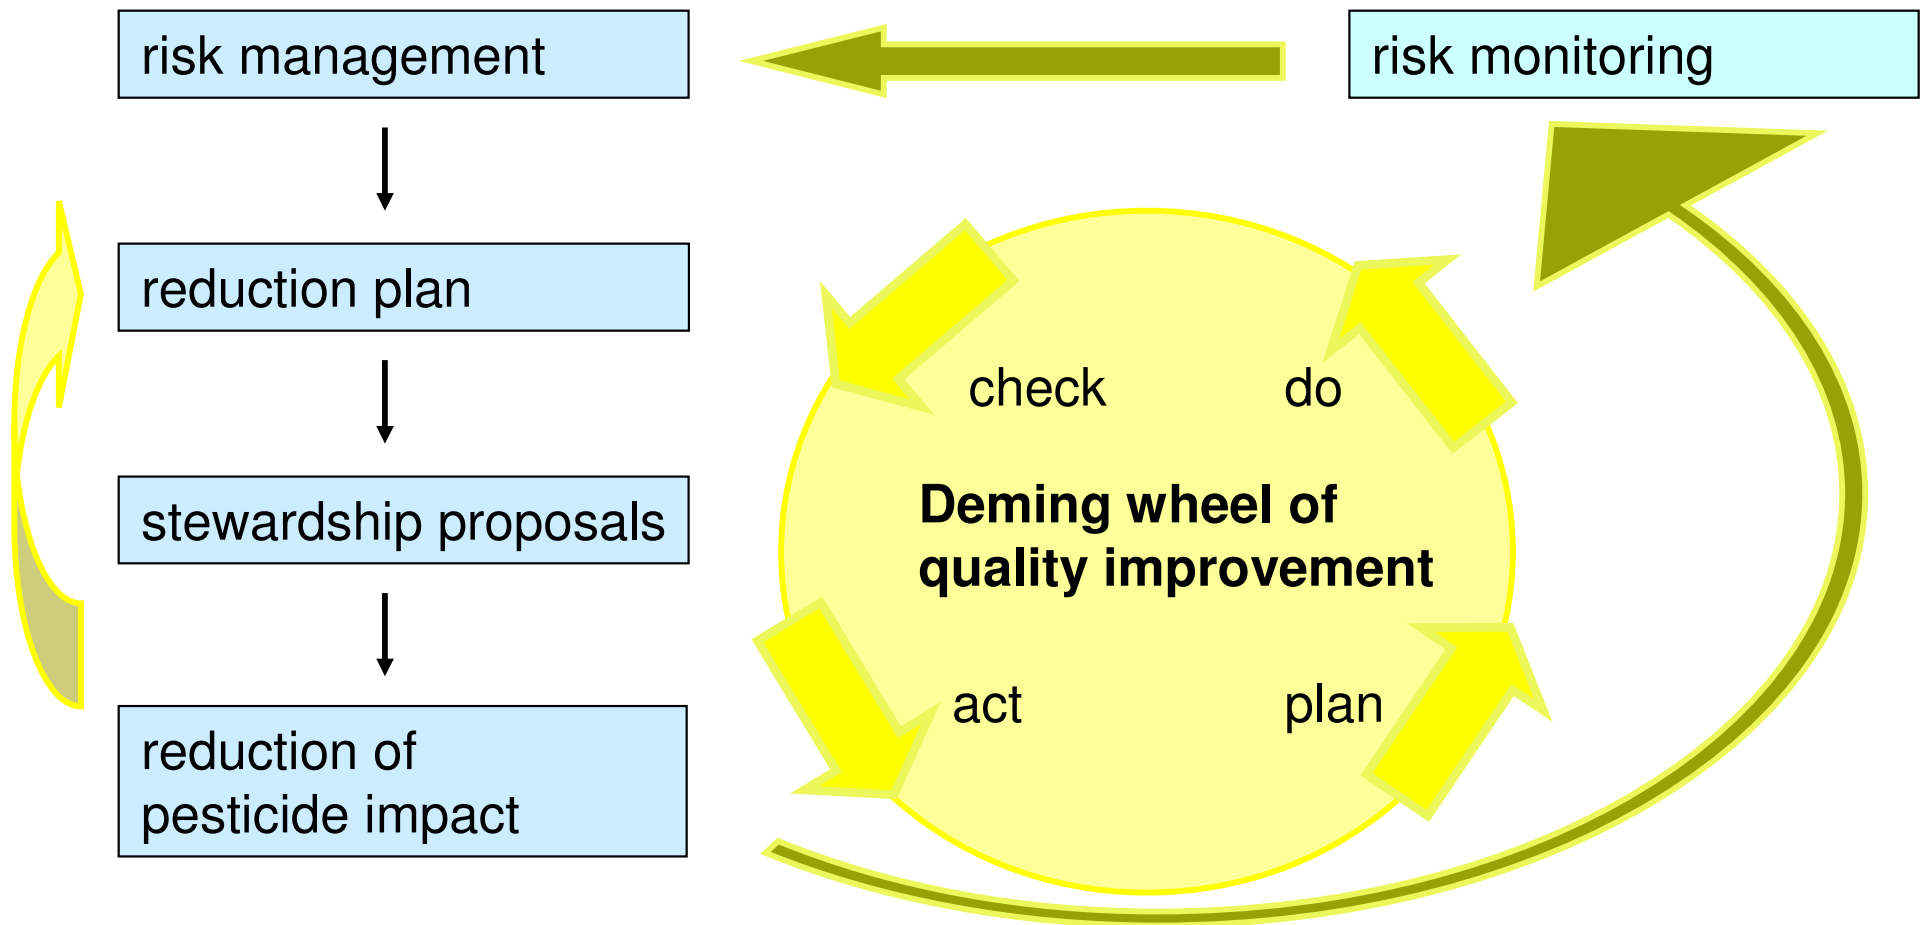 risk management
risk monitoring
reduction plan
check
do
stewardship proposals
Deming wheel of
quality improvement
act
plan
reduction of
pesticide impact